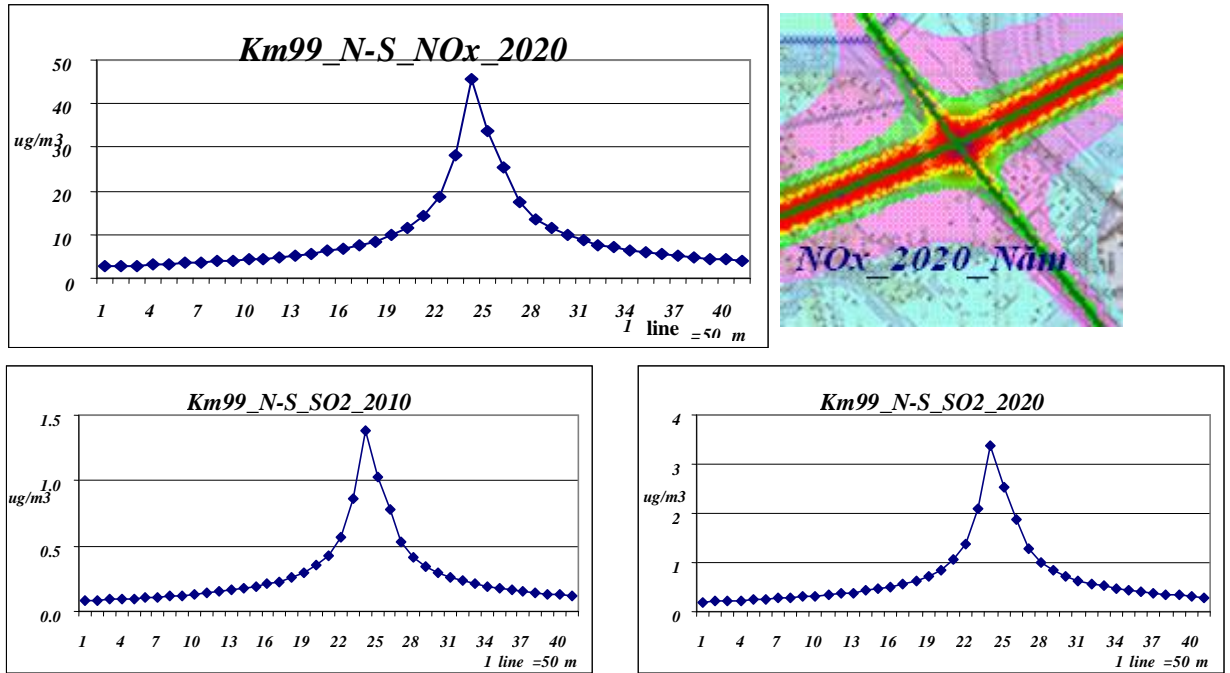 Km99_N-S_NOx_2020
50
40
ug/m3
30
20
10
0
1 4 7 10 13 16 19 22 25 28 31 34 37 40
1 line =50 m
NOx_2020_Năm
Km99_N-S_SO2_2010
1.5
1.0
ug/m3
0.5
0.0
1 4 7 10 13 16 19 22 25 28 31 34 37 40
1 line =50 m
Km99_N-S_SO2_2020
4
3
ug/m3
2
1
0
1 4 7 10 13 16 19 22 25 28 31 34 37 40
1 line =50 m